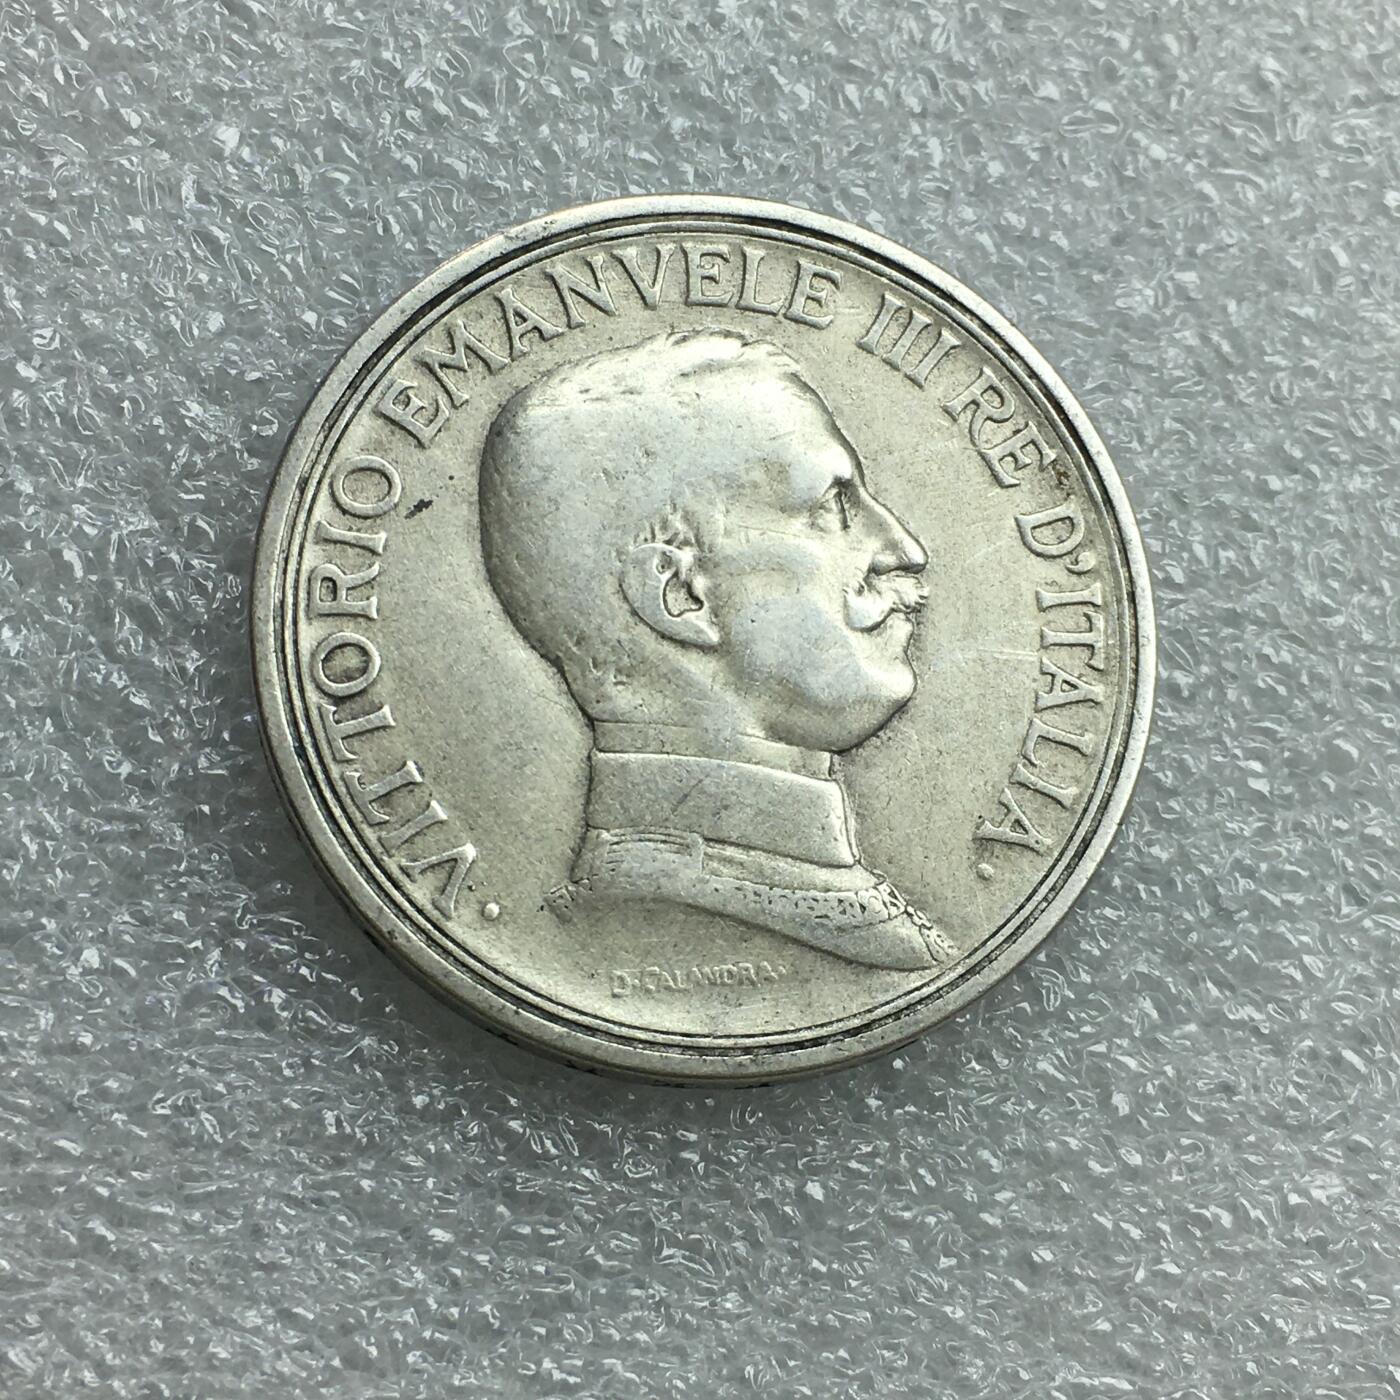 · VITTORIO EMANVELE III RE D'ITALIA ·
D·CALANDRA·